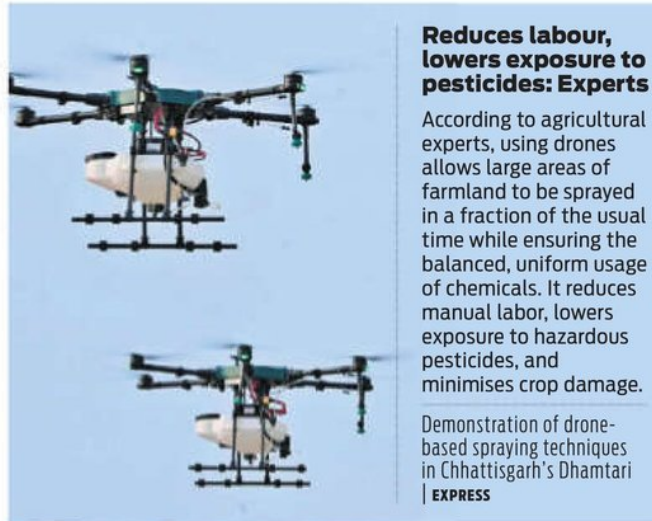 Reduces labour,
lowers exposure to
pesticides: Experts
According to agricultural
experts, using drones
allows large areas of
farmland to be sprayed
in a fraction of the usual
time while ensuring the
balanced, uniform usage
of chemicals. It reduces
manual labor, lowers
exposure to hazardous
pesticides, and
minimises crop damage.
Demonstration of drone-
based spraying techniques
in Chhattisgarh's Dhamtari
| EXPRESS